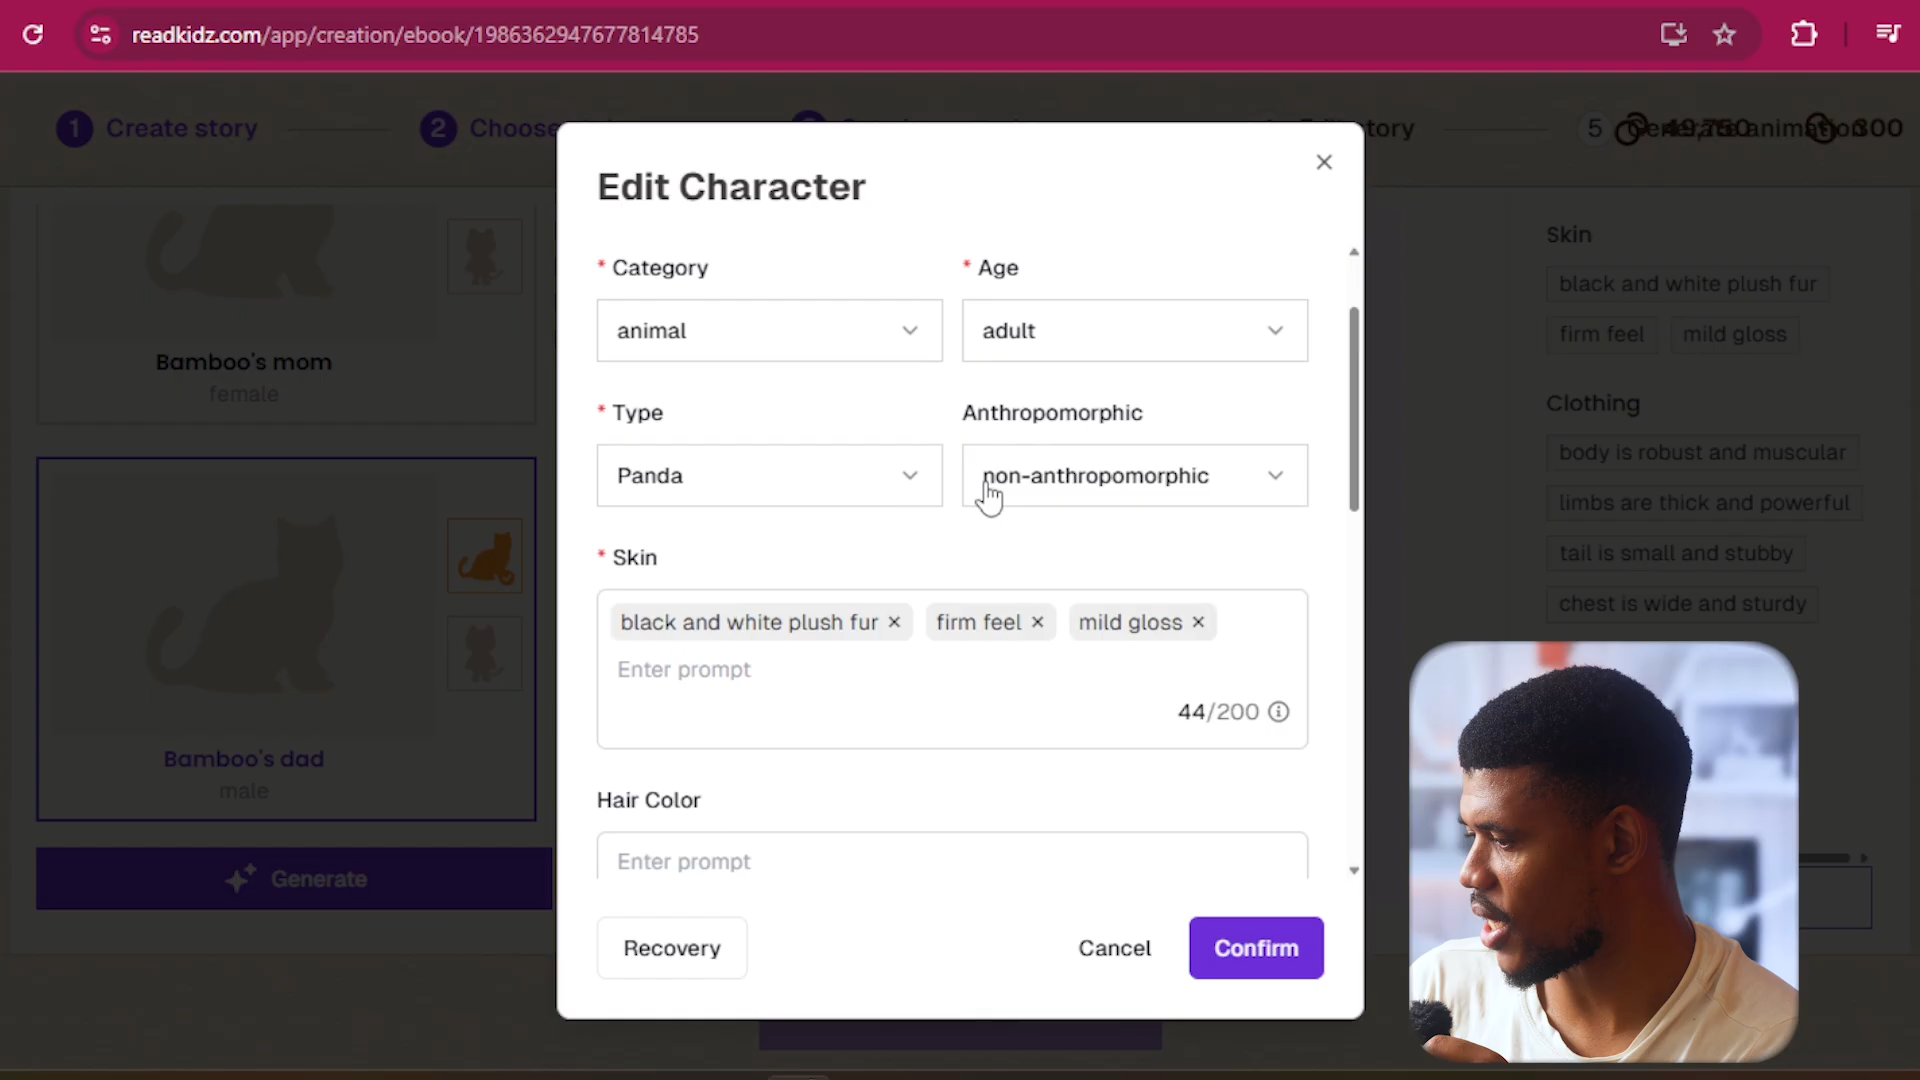 readkidz.com/app/creation/ebook/1986362947677814785
1 Create story
2 Choose
tory
5
300
Edit Character
* Category
* Age
animal
adult
* Type
Anthropomorphic
Panda
non-anthropomorphic
* Skin
black and white plush fur
firm feel
mild gloss
Enter prompt
44/200
Hair Color
Enter prompt
Recovery
Cancel
Confirm
Bamboo's mom
female
Bamboo's dad
male
Generate
Skin
black and white plush fur
firm feel
mild gloss
Clothing
body is robust and muscular
limbs are thick and powerful
tail is small and stubby
chest is wide and sturdy